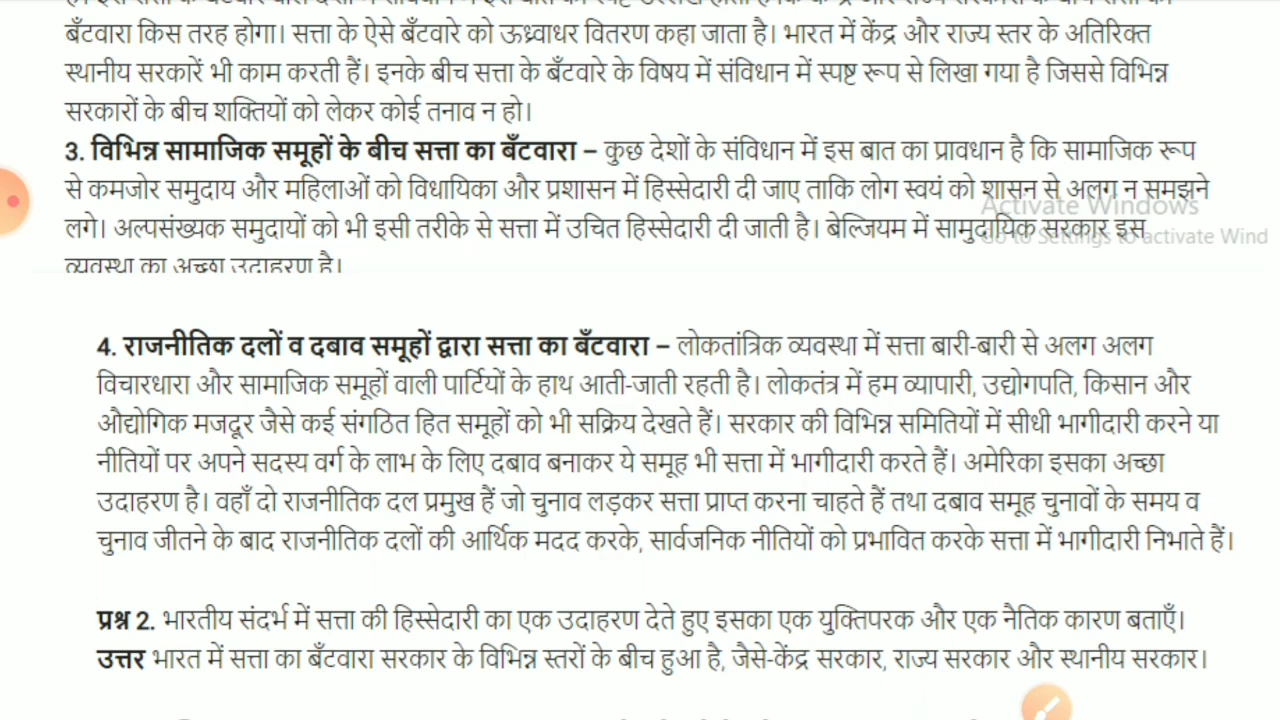 बँटवारा किस तरह होगा। सत्ता के ऐसे बँटवारे को ऊध्र्वाधर वितरण कहा जाता है। भारत में केंद्र और राज्य स्तर के अतिरिक्त
स्थानीय सरकारें भी काम करती हैं। इनके बीच सत्ता के बँटवारे के विषय में संविधान में स्पष्ट रूप से लिखा गया है जिससे विभिन्न
सरकारों के बीच शक्तियों को लेकर कोई तनाव न हो।
3. विभिन्न सामाजिक समूहों के बीच सत्ता का बँटवारा – कुछ देशों के संविधान में इस बात का प्रावधान है कि सामाजिक रूप
से कमजोर समुदाय और महिलाओं को विधायिका और प्रशासन में हिस्सेदारी दी जाए ताकि लोग स्वयं को शासन से अलग न समझने
लगे। अल्पसंख्यक समुदायों को भी इसी तरीके से सत्ता में उचित हिस्सेदारी दी जाती है। बेल्जियम में सामुदायिक सरकार इस
व्यवस्था का अच्छा उदाहरण है।
Activate Windows
Go to Settings to activate Wind
4. राजनीतिक दलों व दबाव समूहों द्वारा सत्ता का बँटवारा – लोकतांत्रिक व्यवस्था में सत्ता बारी-बारी से अलग अलग
विचारधारा और सामाजिक समूहों वाली पार्टियों के हाथ आती-जाती रहती है। लोकतंत्र में हम व्यापारी, उद्योगपति, किसान और
औद्योगिक मजदूर जैसे कई संगठित हित समूहों को भी सक्रिय देखते हैं। सरकार की विभिन्न समितियों में सीधी भागीदारी करने या
नीतियों पर अपने सदस्य वर्ग के लाभ के लिए दबाव बनाकर ये समूह भी सत्ता में भागीदारी करते हैं। अमेरिका इसका अच्छा
उदाहरण है। वहाँ दो राजनीतिक दल प्रमुख हैं जो चुनाव लड़कर सत्ता प्राप्त करना चाहते हैं तथा दबाव समूह चुनावों के समय व
चुनाव जीतने के बाद राजनीतिक दलों की आर्थिक मदद करके, सार्वजनिक नीतियों को प्रभावित करके सत्ता में भागीदारी निभाते हैं।
प्रश्न 2. भारतीय संदर्भ में सत्ता की हिस्सेदारी का एक उदाहरण देते हुए इसका एक युक्तिपरक और एक नैतिक कारण बताएँ।
उत्तर भारत में सत्ता का बँटवारा सरकार के विभिन्न स्तरों के बीच हुआ है, जैसे-केंद्र सरकार, राज्य सरकार और स्थानीय सरकार।